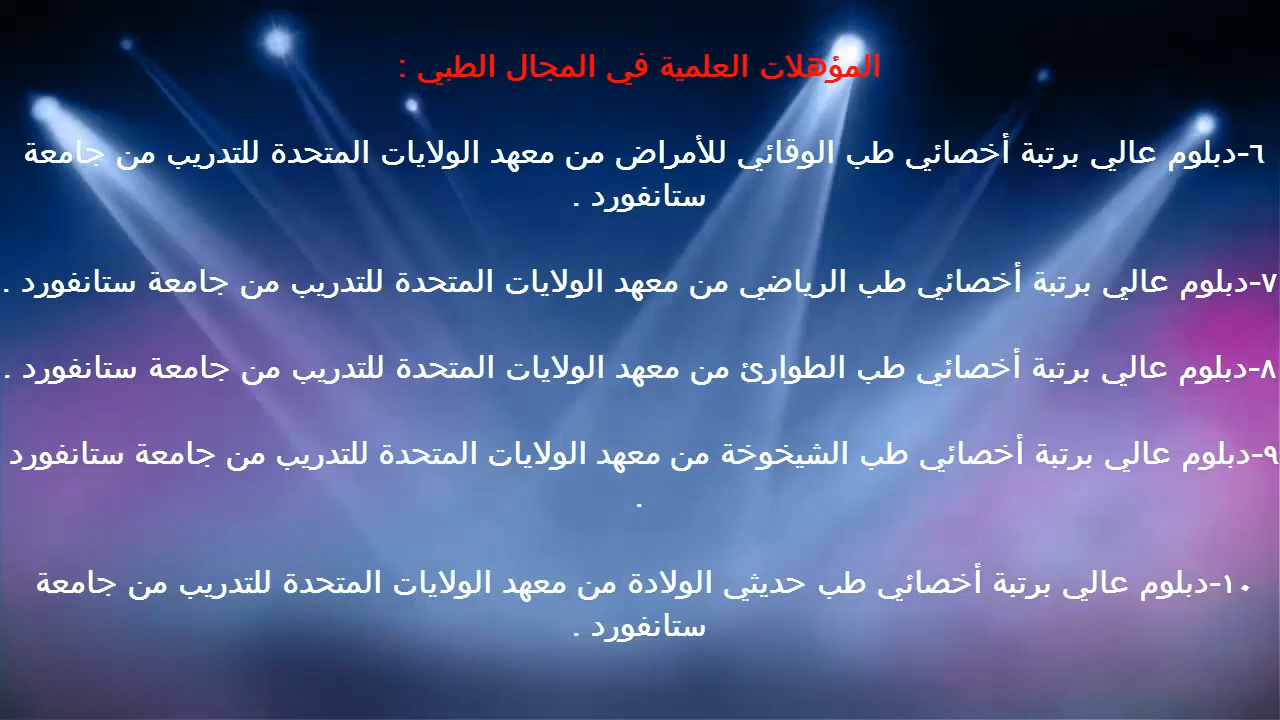 المؤهلات العلمية في المجال الطبي :
٦-دبلوم عالي برتبة أخصائي طب الوقائي للأمراض من معهد الولايات المتحدة للتدريب من جامعة
ستانفورد .
٧-دبلوم عالي برتبة أخصائي طب الرياضي من معهد الولايات المتحدة للتدريب من جامعة ستانفورد .
٨-دبلوم عالي برتبة أخصائي طب الطوارئ من معهد الولايات المتحدة للتدريب من جامعة ستانفورد .
٩-دبلوم عالي برتبة أخصائي طب الشيخوخة من معهد الولايات المتحدة للتدريب من جامعة ستانفورد
.
١٠-دبلوم عالي برتبة أخصائي طب حديثي الولادة من معهد الولايات المتحدة للتدريب من جامعة
ستانفورد .